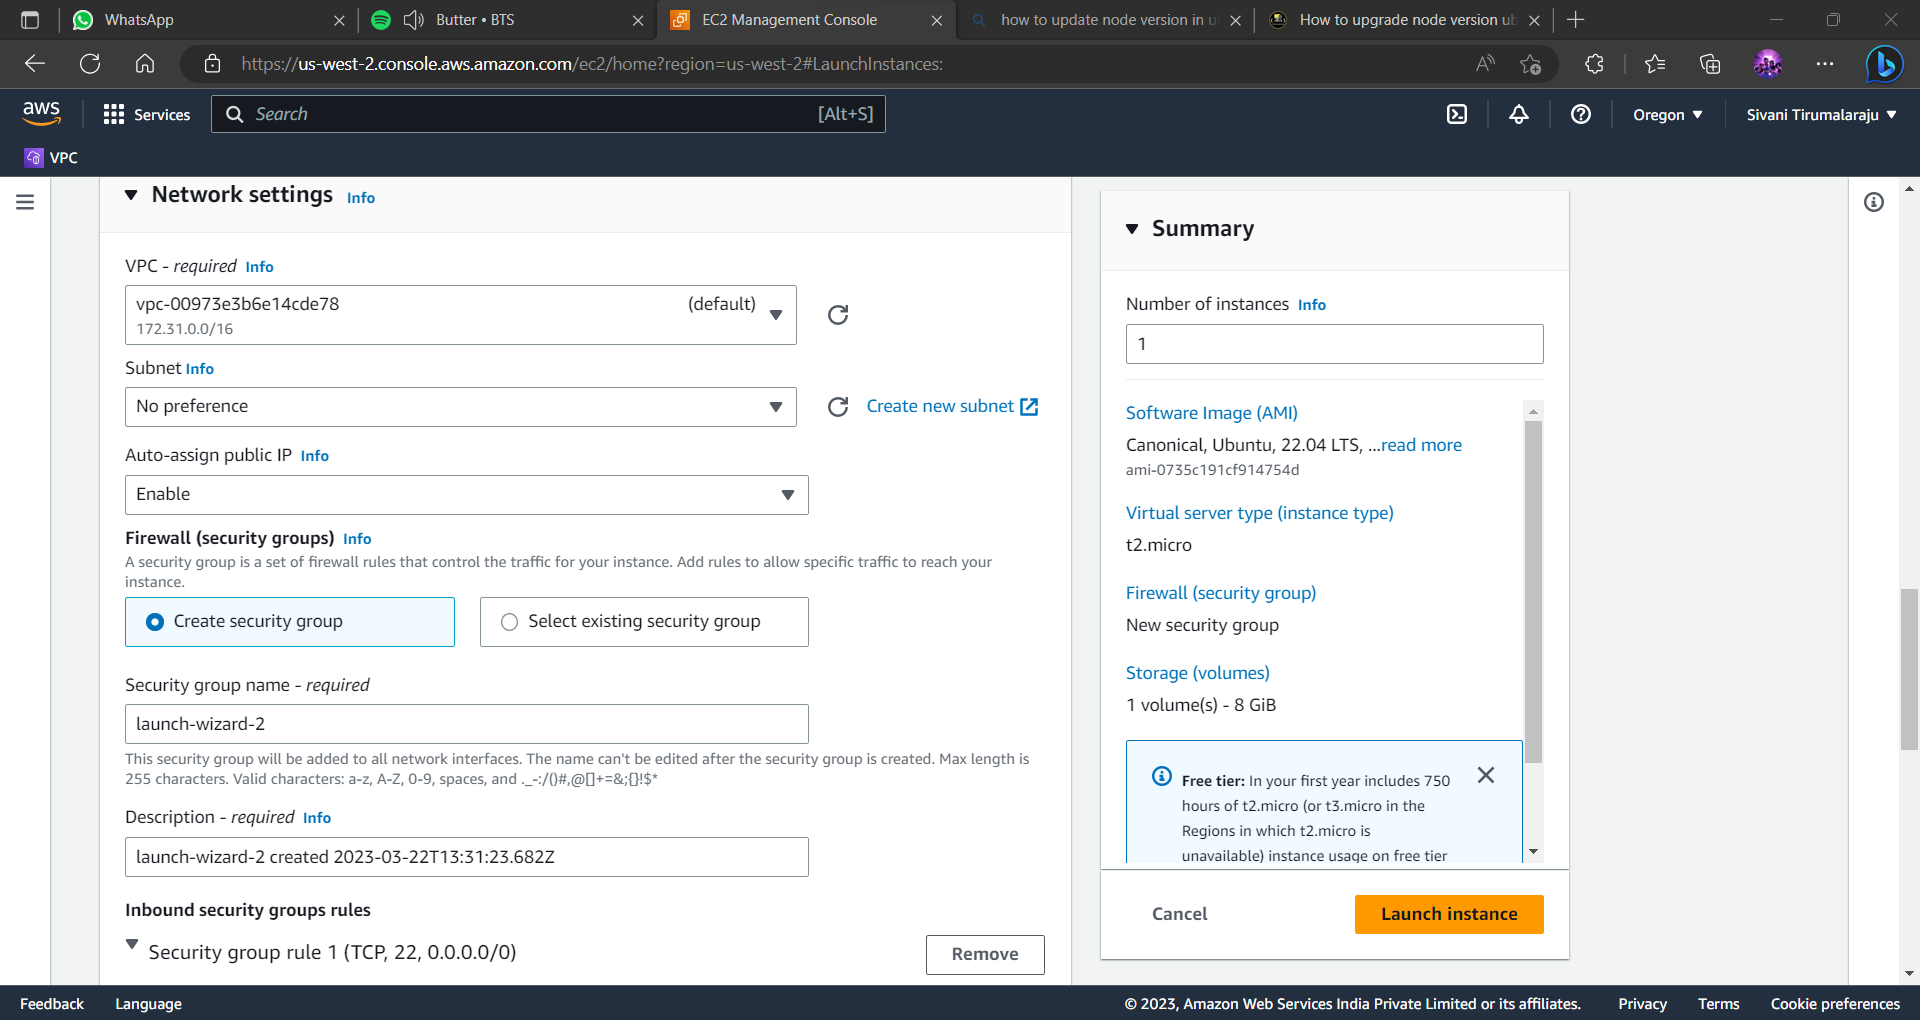 WhatsApp
Butter • BTS
EC2 Management Console
how to update node version in u
How to upgrade node version ub
https://us-west-2.console.aws.amazon.com/ec2/home?region=us-west-2#LaunchInstances:
aws
Services
Search
[Alt+S]
Oregon
Sivani Tirumalaraju
VPC
Network settings Info
VPC - required Info
vpc-00973e3b6e14cde78 (default)
172.31.0.0/16
Subnet Info
No preference
Create new subnet
Auto-assign public IP Info
Enable
Firewall (security groups) Info
A security group is a set of firewall rules that control the traffic for your instance. Add rules to allow specific traffic to reach your
instance.
Create security group
Select existing security group
Security group name - required
launch-wizard-2
This security group will be added to all network interfaces. The name can't be edited after the security group is created. Max length is
255 characters. Valid characters: a-z, A-Z, 0-9, spaces, and ._-:/()#,@[]+=&;{}!$*
Description - required Info
launch-wizard-2 created 2023-03-22T13:31:23.682Z
Inbound security groups rules
Security group rule 1 (TCP, 22, 0.0.0.0/0)
Remove
Summary
Number of instances Info
1
Software Image (AMI)
Canonical, Ubuntu, 22.04 LTS, ...read more
ami-0735c191cf914754d
Virtual server type (instance type)
t2.micro
Firewall (security group)
New security group
Storage (volumes)
1 volume(s) - 8 GiB
Free tier: In your first year includes 750
hours of t2.micro (or t3.micro in the
Regions in which t2.micro is
unavailable) instance usage on free tier
Cancel
Launch instance
Feedback
Language
© 2023, Amazon Web Services India Private Limited or its affiliates.
Privacy
Terms
Cookie preferences